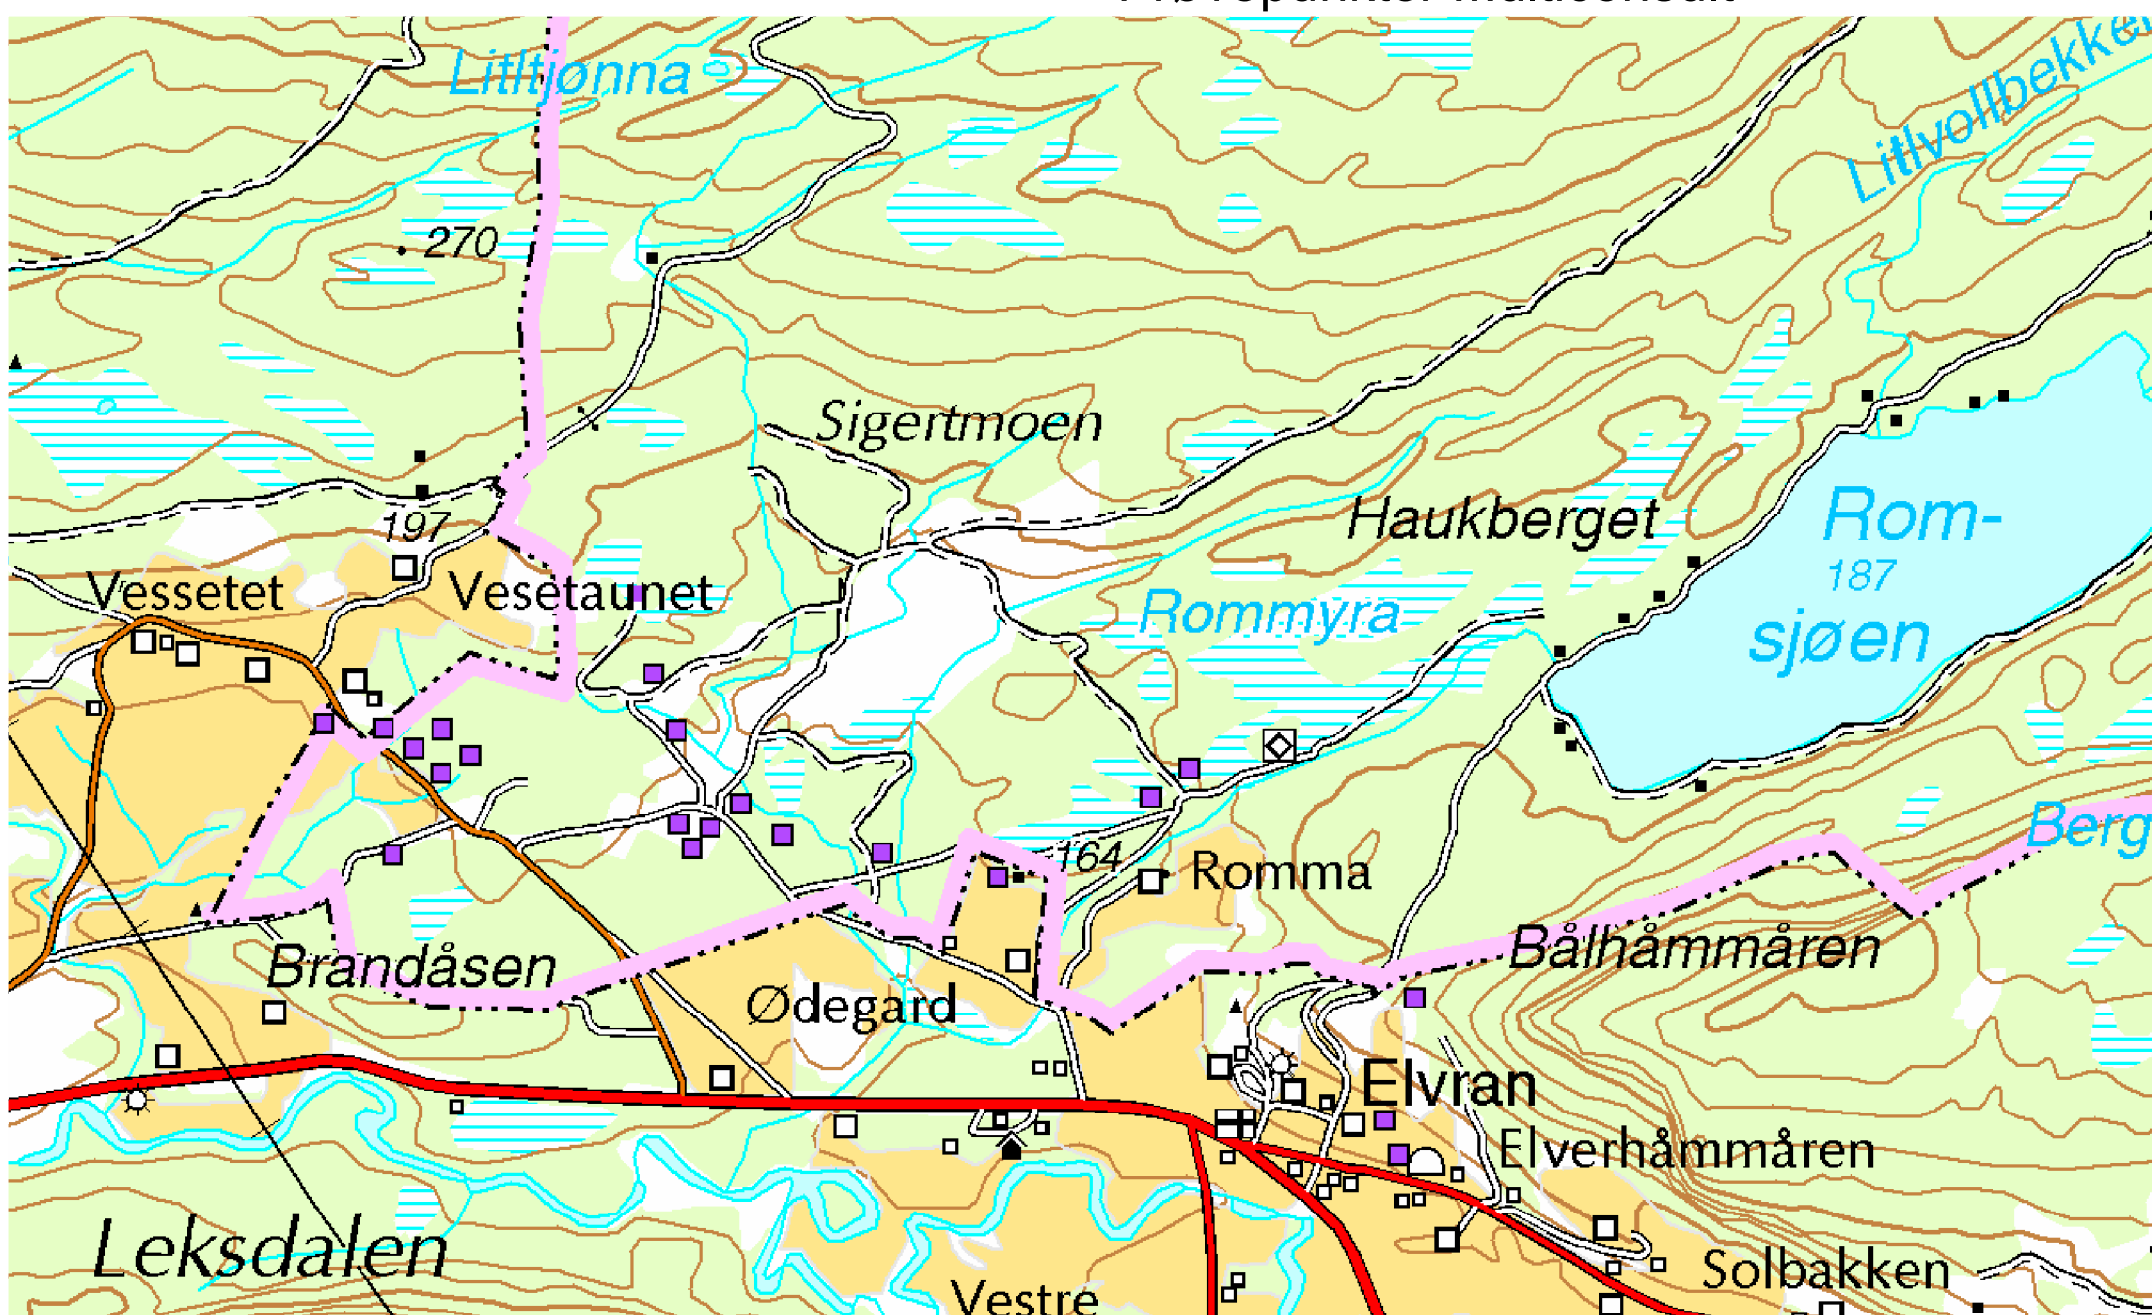 Litltjønna
Litlvollbekken
270
Sigertmoen
Haukberget
Rom-
187
sjøen
197
Vessetet
Vesetaunet
Rommyra
Berg
164
Romma
Brandåsen
Ødegard
Bålhåmmåren
Elvran
Elverhåmmåren
Leksdalen
Solbakken
Vestre